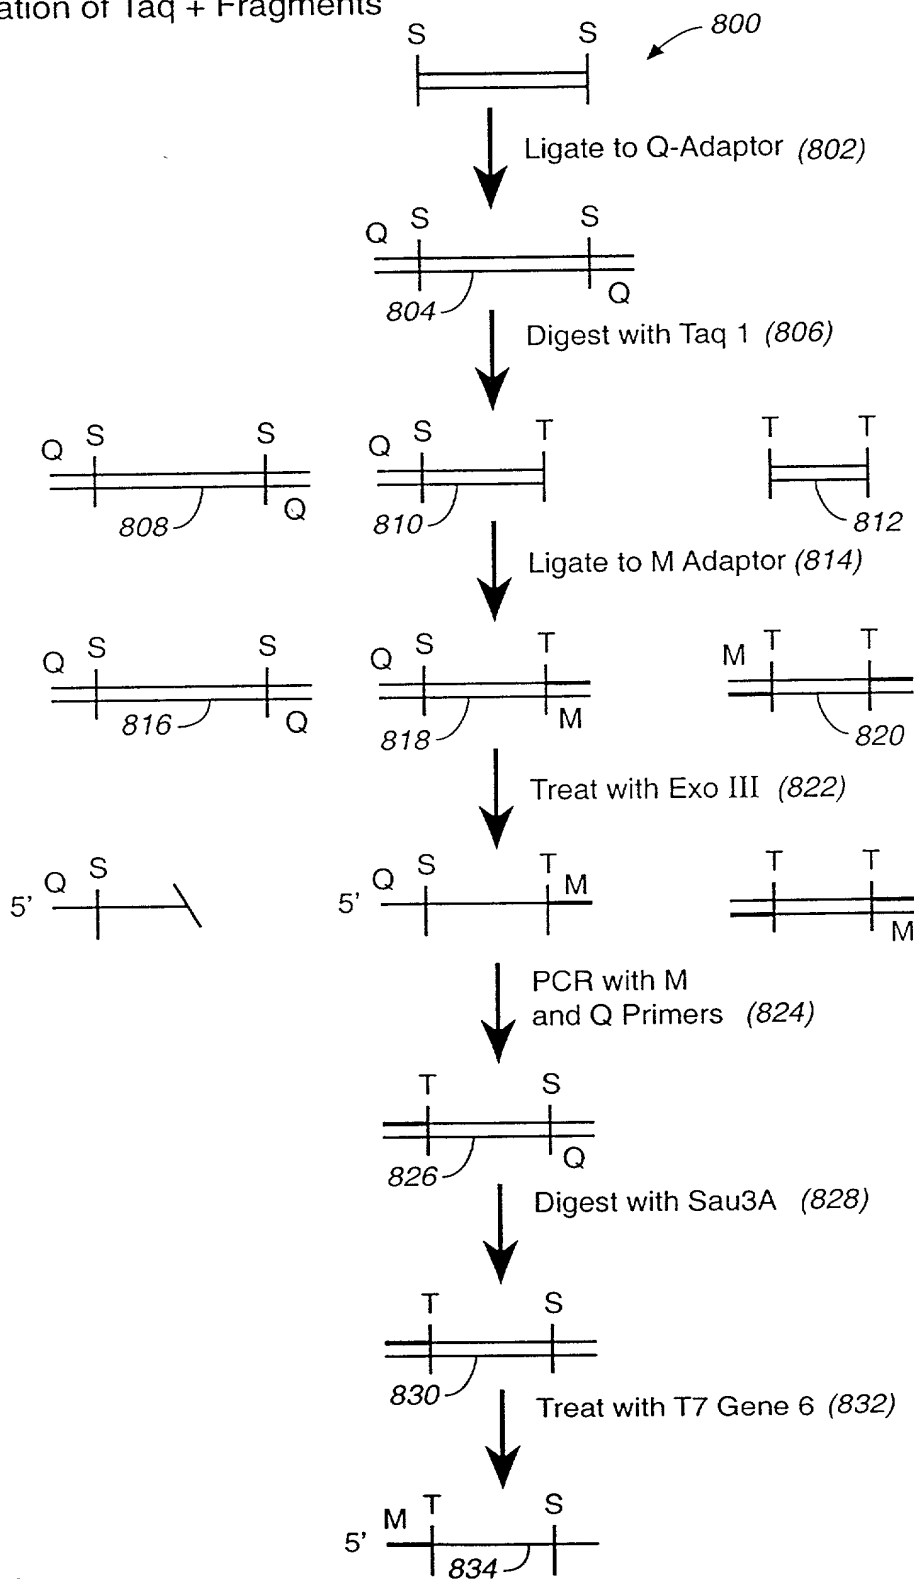 ation of Taq + Fragments
S S 800
Ligate to Q-Adaptor (802)
Q S S
804 Q
Digest with Taq 1 (806)
Q S S Q S T T T
808 Q 810 812
Ligate to M Adaptor (814)
Q S S Q S T M T T
816 Q 818 M 820
Treat with Exo III (822)
5' Q S 5' Q S T M T T
M
PCR with M
and Q Primers (824)
T S
826 Q
Digest with Sau3A (828)
T S
830
Treat with T7 Gene 6 (832)
5' M T S
834